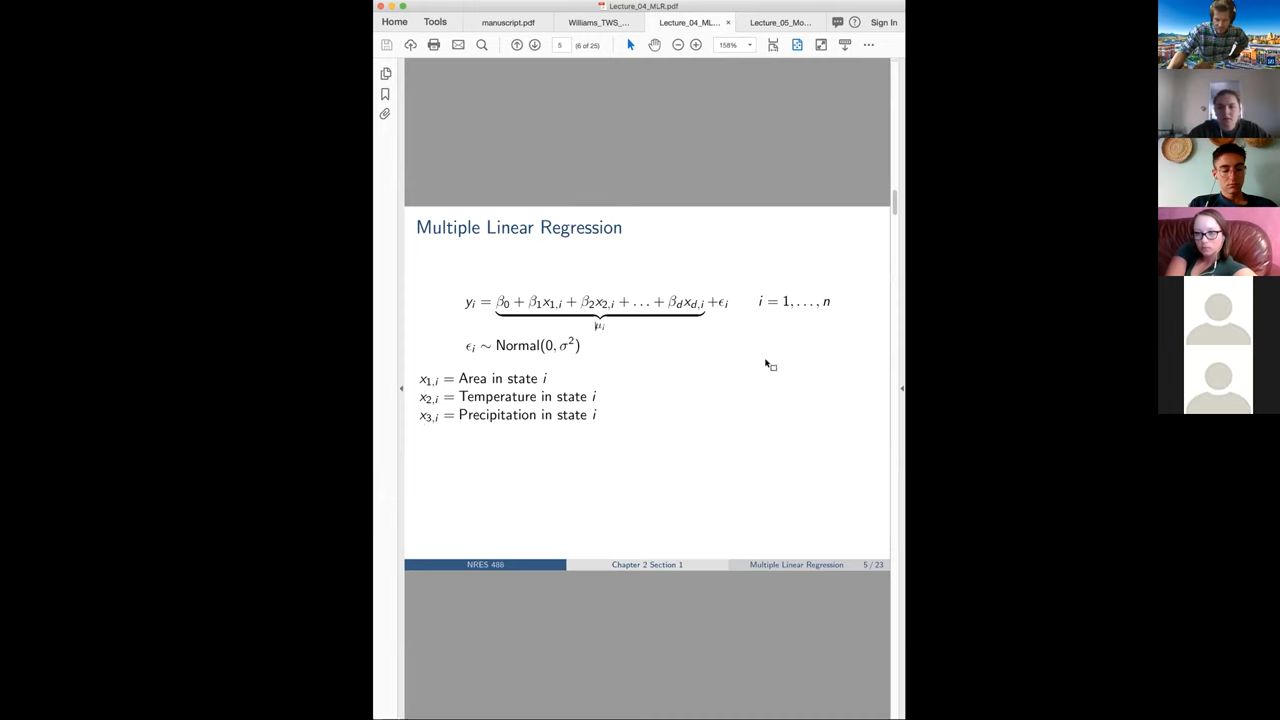 Lecture_04_MLR.pdf
Home Tools manuscript.pdf Williams_TWS_... Lecture_04_ML... × Lecture_05_Mo... Sign In
5 (6 of 25) 158%
Multiple Linear Regression
yᵢ = β₀ + β₁x₁,ᵢ + β₂x₂,ᵢ + … + β_d x_d,ᵢ + ϵᵢ i = 1, …, n
μᵢ
ϵᵢ ∼ Normal(0, σ²)
x₁,ᵢ = Area in state i
x₂,ᵢ = Temperature in state i
x₃,ᵢ = Precipitation in state i
NRES 488 Chapter 2 Section 1 Multiple Linear Regression 5 / 23